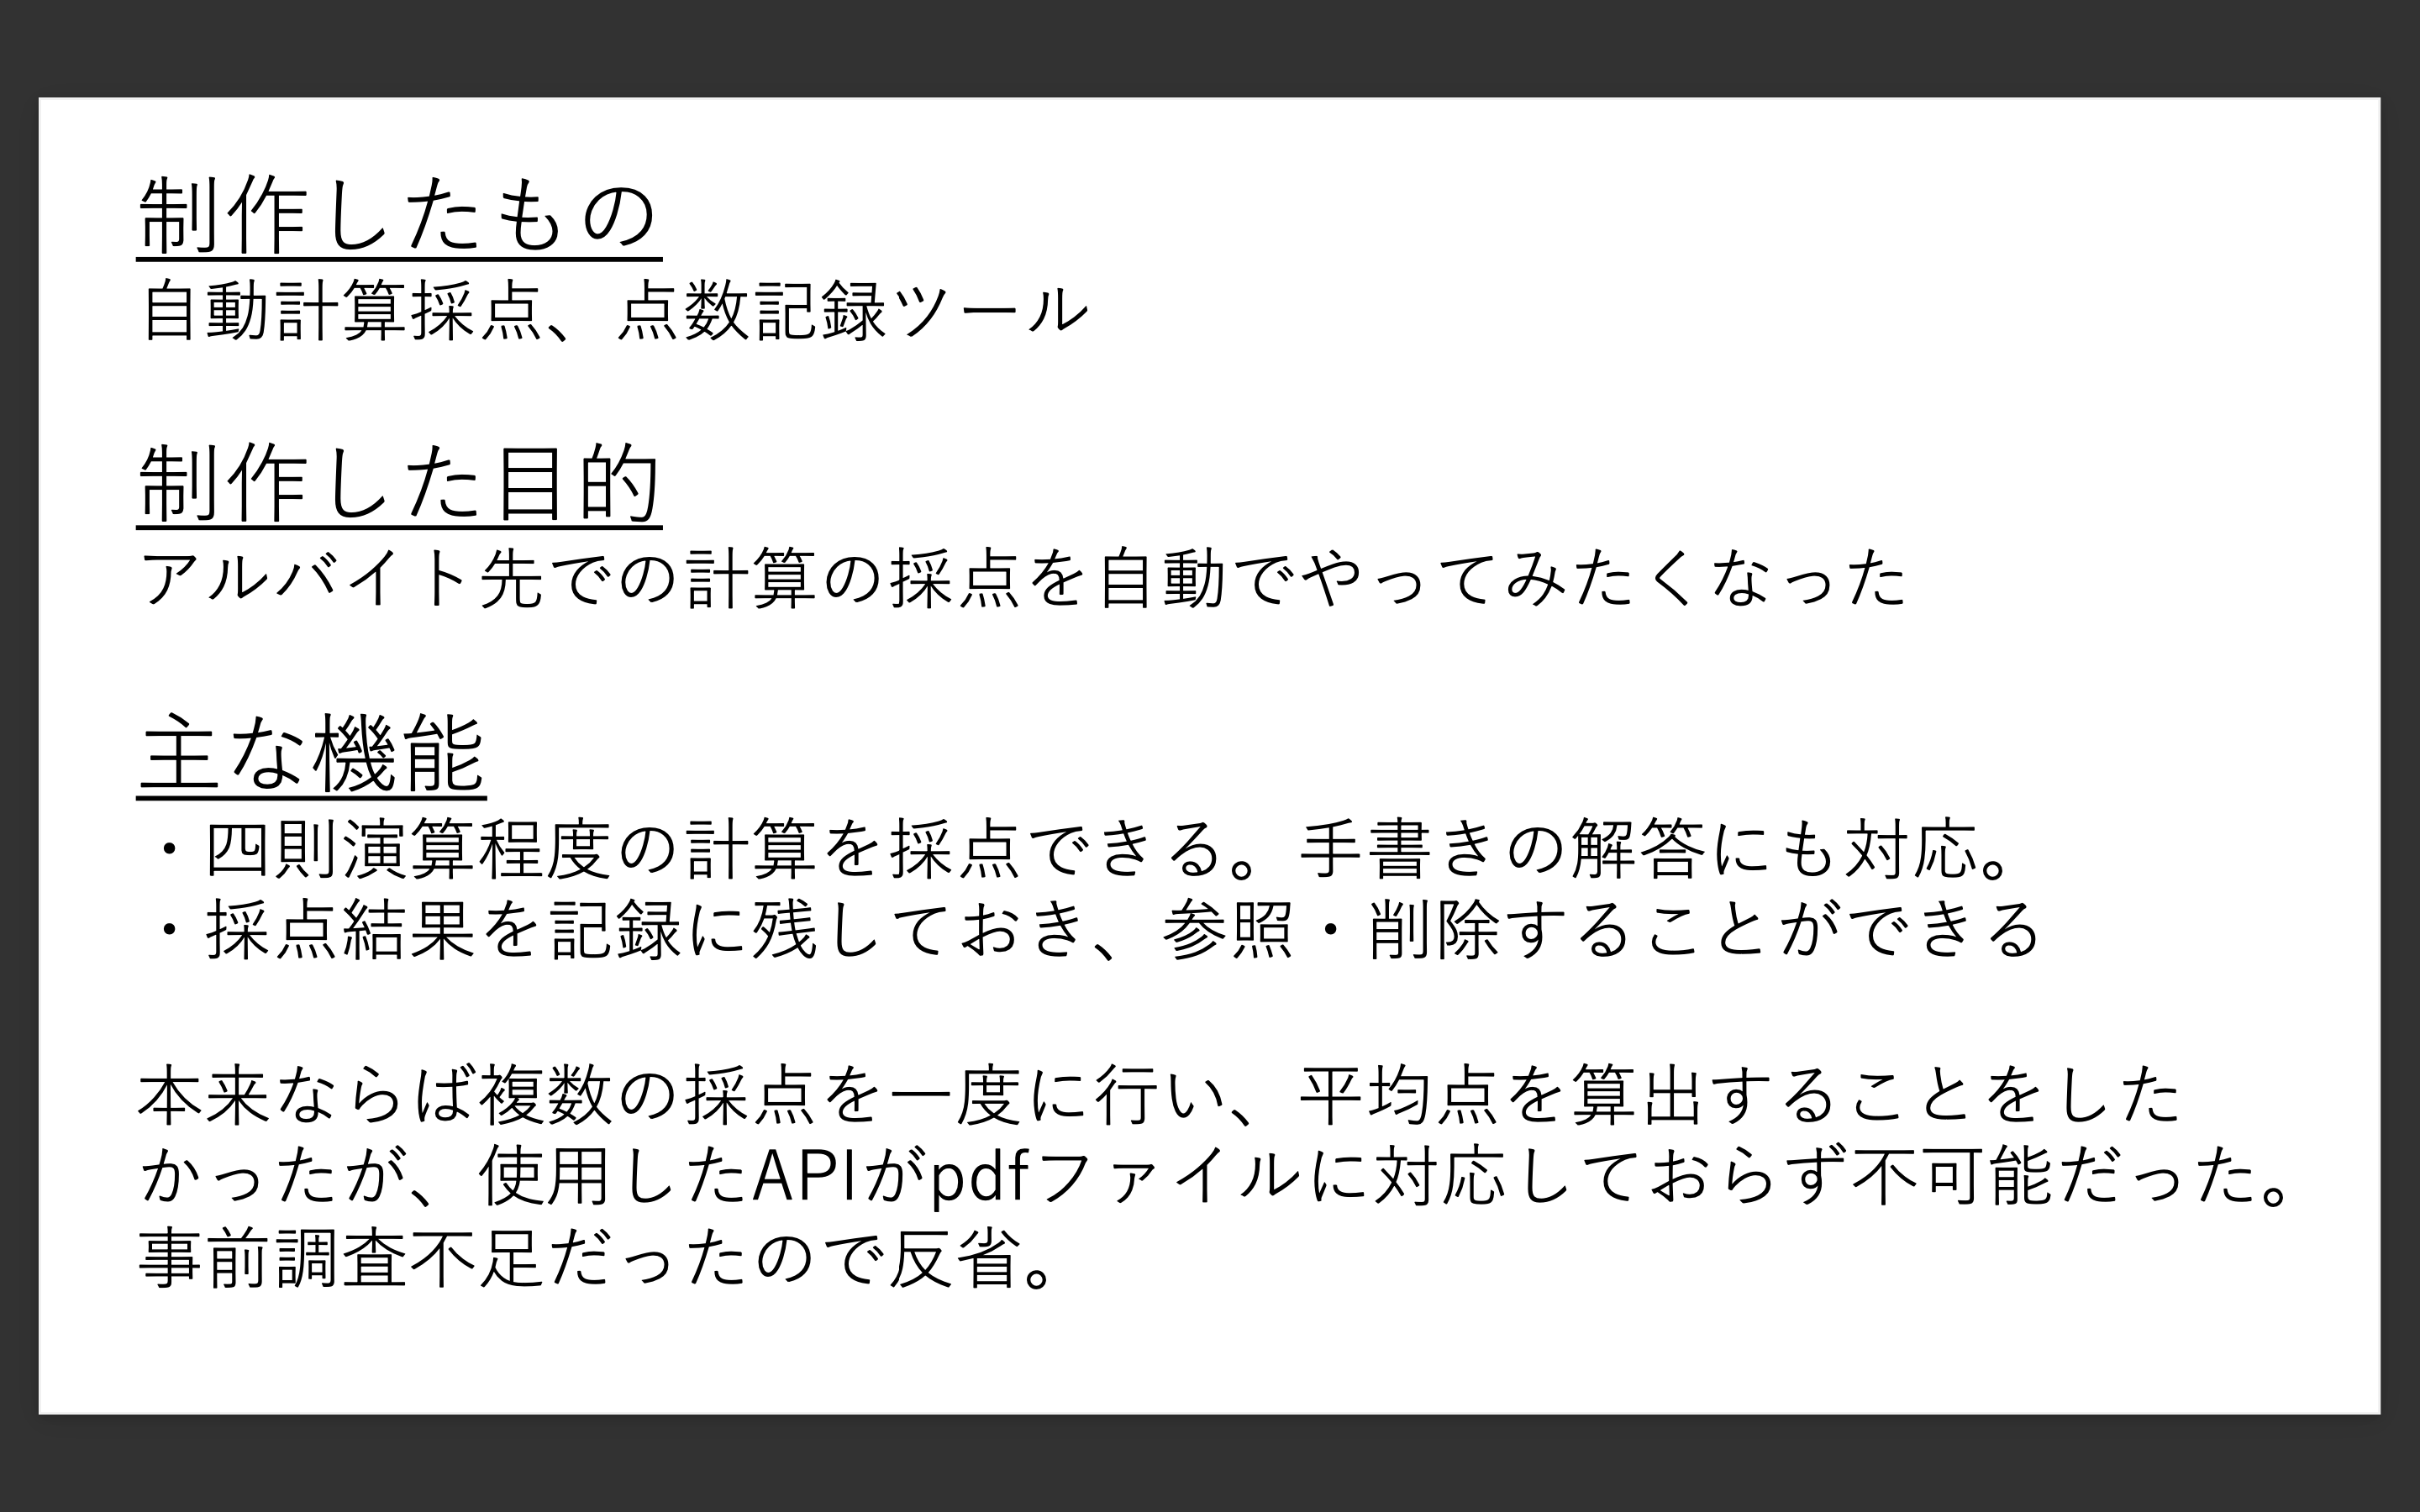 制作したもの
自動計算採点、点数記録ツール
制作した目的
アルバイト先での計算の採点を自動でやってみたくなった
主な機能
・四則演算程度の計算を採点できる。手書きの解答にも対応。
・採点結果を記録に残しておき、参照・削除することができる
本来ならば複数の採点を一度に行い、平均点を算出することをした
かったが、使用したAPIがpdfファイルに対応しておらず不可能だった。
事前調査不足だったので反省。